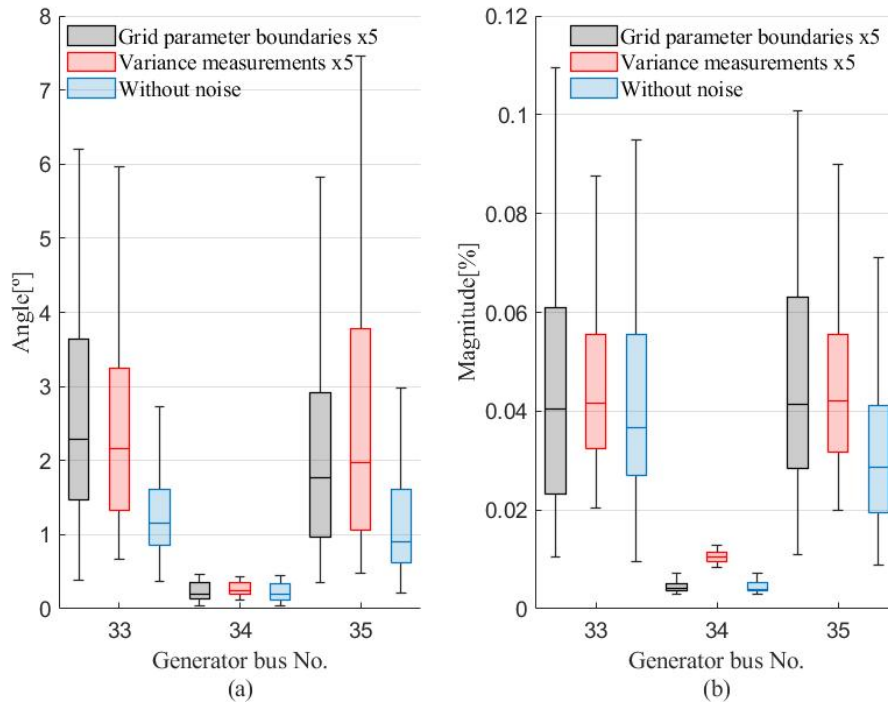 9
8
7
6
5
4
3
2
1
0
Angle[º]
Grid parameter boundaries x5
Variance measurements x5
Without noise
33 34 35
Generator bus No.
(a)
0.12
0.1
0.08
0.06
0.04
0.02
0
Magnitude[%]
Grid parameter boundaries x5
Variance measurements x5
Without noise
33 34 35
Generator bus No.
(b)